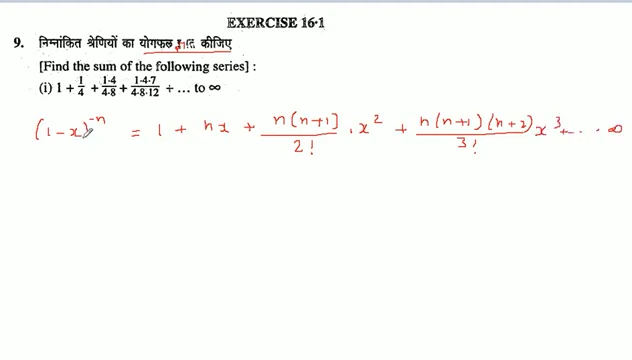 EXERCISE 16·1
9. निम्नांकित श्रेणियों का योगफल ज्ञात कीजिए
[Find the sum of the following series] :
(i) 1 + 1/4 + 1·4/4·8 + 1·4·7/4·8·12 + ... to ∞
(1-x)^-n = 1 + nx + n(n+1]/2! · x^2 + n(n+1)(n+2)/3! x^3 + - - - ∞